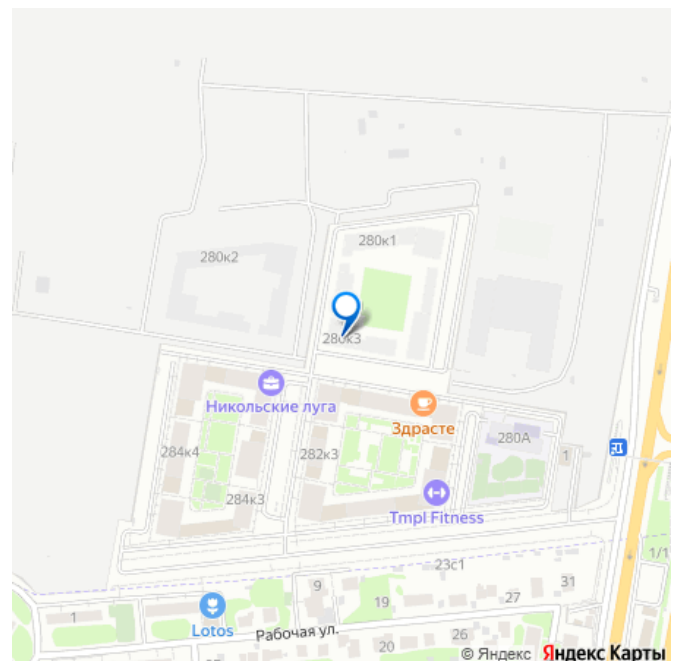 280к1
280к2
280к3
Никольские луга
Здрасте
284к4
282к3
280А
1
284к3
Tmpl Fitness
23с1
1/1
9
31
1
19
27
Lotos
Рабочая ул.
26
20
© Яндекс Яндекс Карты